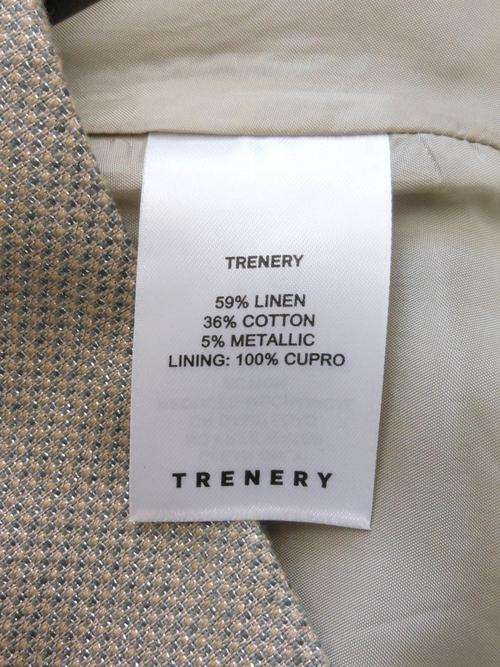 TRENERY
59% LINEN
36% COTTON
5% METALLIC
LINING: 100% CUPRO
TRENERY